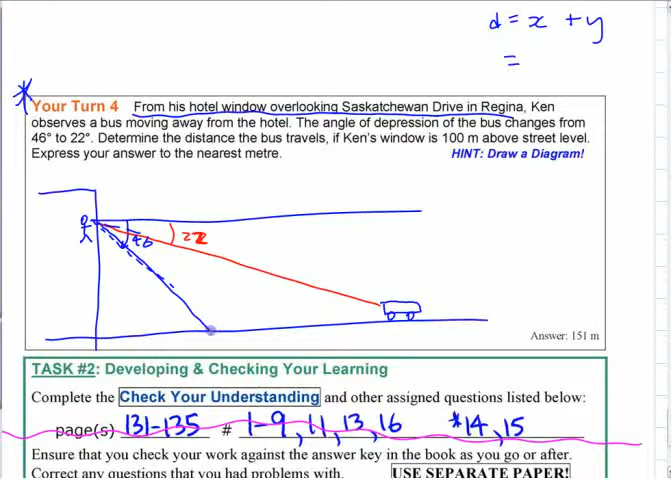 d = x + y
=
*Your Turn 4 From his hotel window overlooking Saskatchewan Drive in Regina, Ken
observes a bus moving away from the hotel. The angle of depression of the bus changes from
46° to 22°. Determine the distance the bus travels, if Ken's window is 100 m above street level.
Express your answer to the nearest metre. HINT: Draw a Diagram!
46 22
Answer: 151 m
TASK #2: Developing & Checking Your Learning
Complete the Check Your Understanding and other assigned questions listed below:
page(s) 131-135 # 1-9, 11, 13, 16 *14, 15
Ensure that you check your work against the answer key in the book as you go or after.
Correct any questions that you had problems with. USE SEPARATE PAPER!